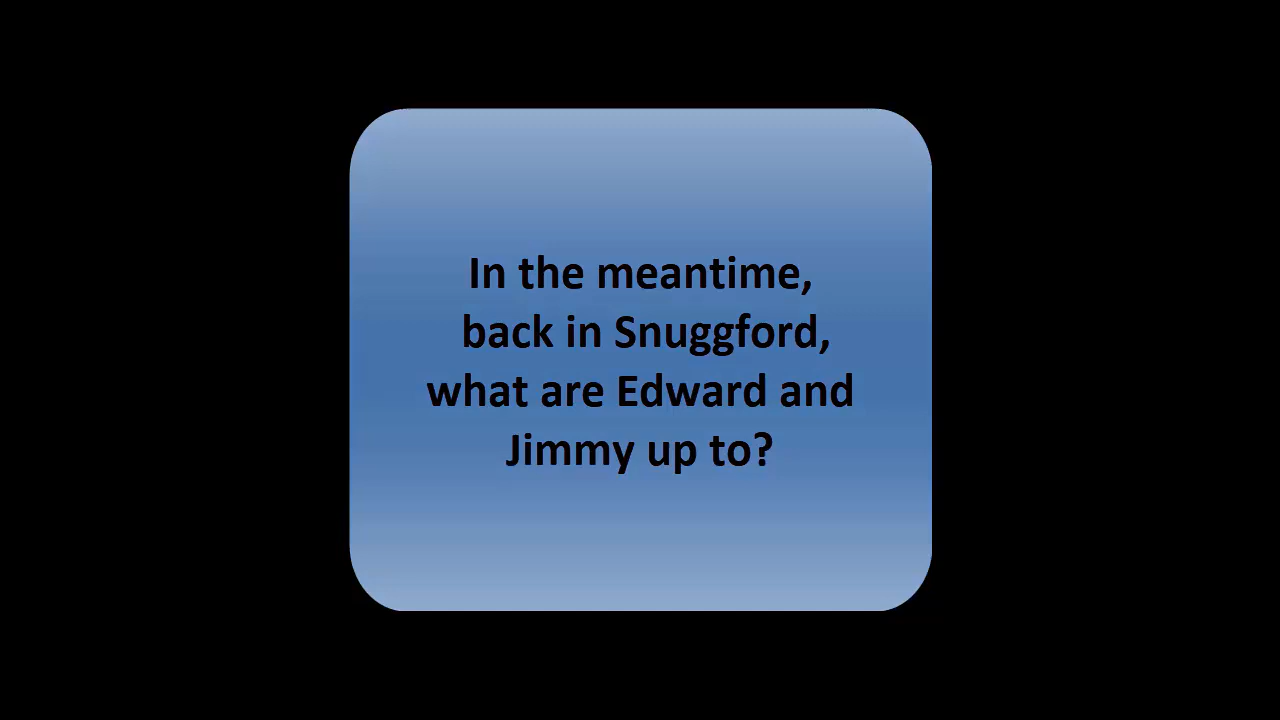 In the meantime,
back in Snuggford,
what are Edward and
Jimmy up to?